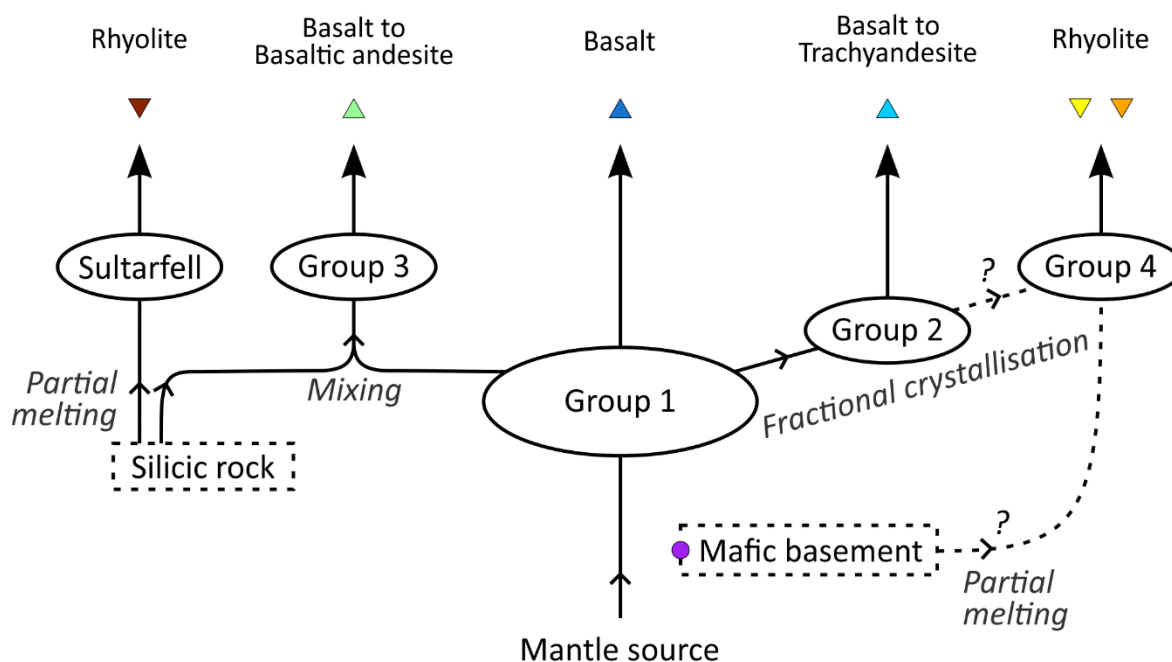 Rhyolite
Basalt to
Basaltic andesite
Basalt
Basalt to
Trachyandesite
Rhyolite
Sultarfell
Group 3
Group 1
Group 2
?
Group 4
Partial
melting
Mixing
Fractional crystallisation
Silicic rock
Mafic basement
?
Partial
melting
Mantle source